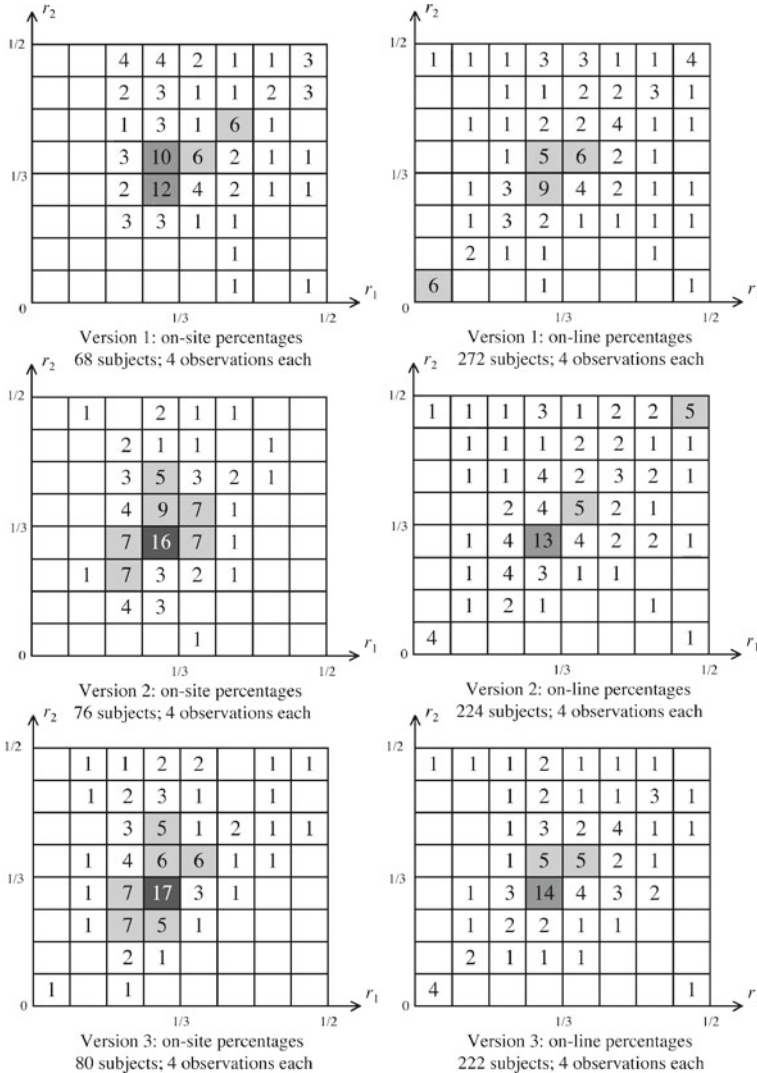 r₂
1/2
4 4 2 1 1 3
2 3 1 1 2 3
1 3 1 6 1
3 10 6 2 1 1
1/3
2 12 4 2 1 1
3 3 1 1
1
1 1
0
r₁
1/3
1/2
Version 1: on-site percentages
68 subjects; 4 observations each
r₂
1/2
1 1 1 3 3 1 1 4
1 1 2 2 3 1
1 1 2 2 4 1 1
1 5 6 2 1
1/3
1 3 9 4 2 1 1
1 3 2 1 1 1 1
2 1 1 1
6 1 1
0
r₁
1/3
1/2
Version 1: on-line percentages
272 subjects; 4 observations each
r₂
1/2
1 2 1 1
2 1 1 1
3 5 3 2 1
4 9 7 1
1/3
7 16 7 1
1 7 3 2 1
4 3
1
0
r₁
1/3
1/2
Version 2: on-site percentages
76 subjects; 4 observations each
r₂
1/2
1 1 1 3 1 2 2 5
1 1 1 2 2 1 1
1 1 4 2 3 2 1
2 4 5 2 1
1/3
1 4 13 4 2 2 1
1 4 3 1 1
1 2 1 1
4 1
0
r₁
1/3
1/2
Version 2: on-line percentages
224 subjects; 4 observations each
r₂
1/2
1 1 2 2 1 1
1 2 3 1 1
3 5 1 2 1 1
1 4 6 6 1 1
1/3
1 7 17 3 1
1 7 5 1
2 1
1 1
0
r₁
1/3
1/2
Version 3: on-site percentages
80 subjects; 4 observations each
r₂
1/2
1 1 1 2 1 1 1
1 2 1 1 3 1
1 3 2 4 1 1
1 5 5 2 1
1/3
1 3 14 4 3 2
1 2 2 1 1
2 1 1 1
4 1
0
r
1/3
1/2
Version 3: on-line percentages
222 subjects; 4 observations each